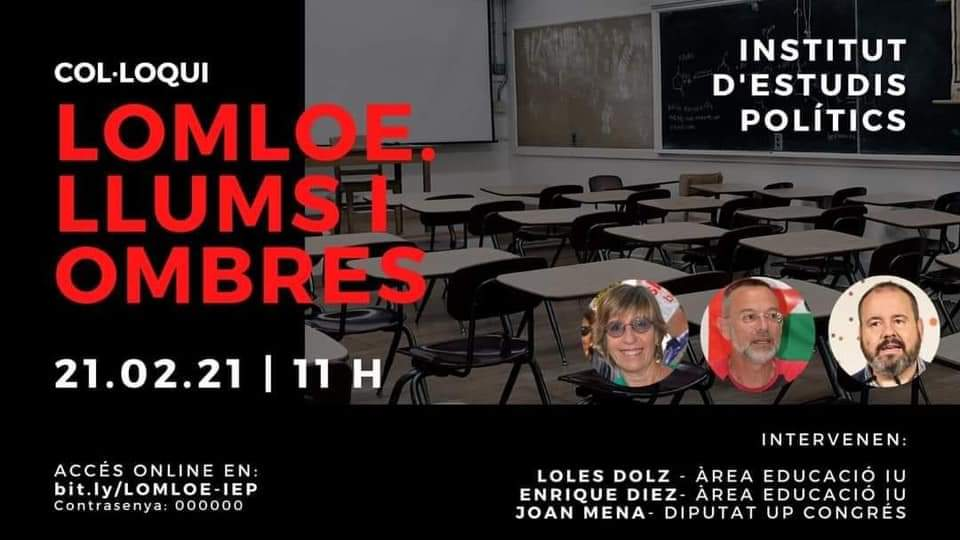 COL·LOQUI
LOMLOE.
LLUMS I
OMBRES
21.02.21 | 11 H
INSTITUT
D'ESTUDIS
POLÍTICS
ACCÉS ONLINE EN:
bit.ly/LOMLOE-IEP
Contrasenya: 000000
INTERVENEN:
LOLES DOLZ - ÀREA EDUCACIÓ IU
ENRIQUE DIEZ- ÀREA EDUCACIÓ IU
JOAN MENA- DIPUTAT UP CONGRÉS